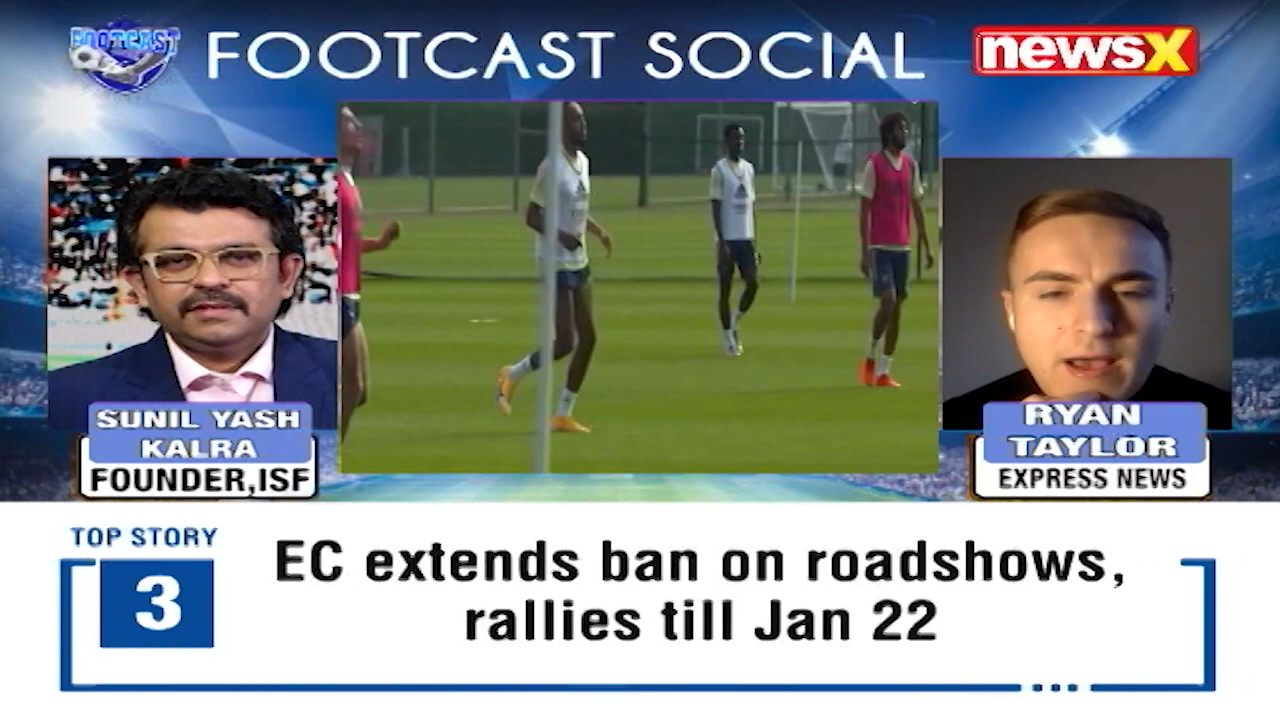 FOOTCAST
FOOTCAST SOCIAL
newsX
SUNIL YASH
KALRA
FOUNDER,ISF
RYAN
TAYLOR
EXPRESS NEWS
TOP STORY
3
EC extends ban on roadshows,
rallies till Jan 22